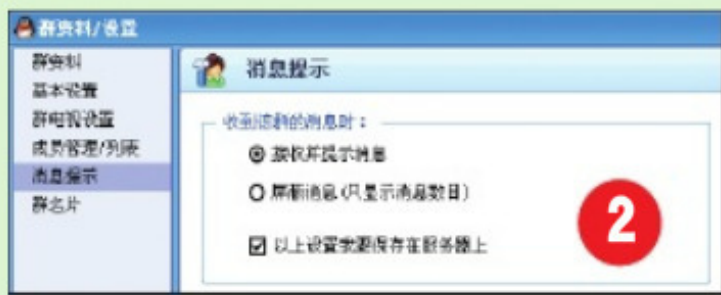 群资料/设置
群资料
基本设置
群电视设置
成员管理/列表
消息提示
群名片
消息提示
收到该群的消息时：
接收并提示消息
屏蔽消息(只显示消息数目)
以上设置我要保存在服务器上
2